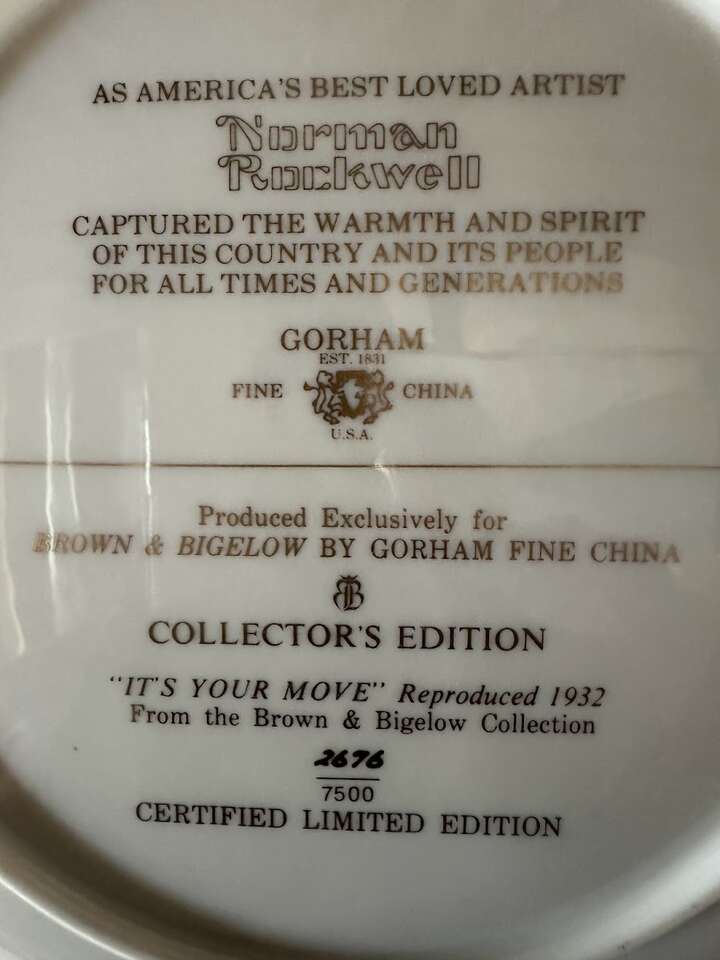 AS AMERICA'S BEST LOVED ARTIST
Norman
Rockwell
CAPTURED THE WARMTH AND SPIRIT
OF THIS COUNTRY AND ITS PEOPLE
FOR ALL TIMES AND GENERATIONS
GORHAM
EST. 1831
FINE CHINA
U.S.A.
Produced Exclusively for
BROWN & BIGELOW BY GORHAM FINE CHINA
BB
COLLECTOR'S EDITION
"IT'S YOUR MOVE" Reproduced 1932
From the Brown & Bigelow Collection
2676
7500
CERTIFIED LIMITED EDITION